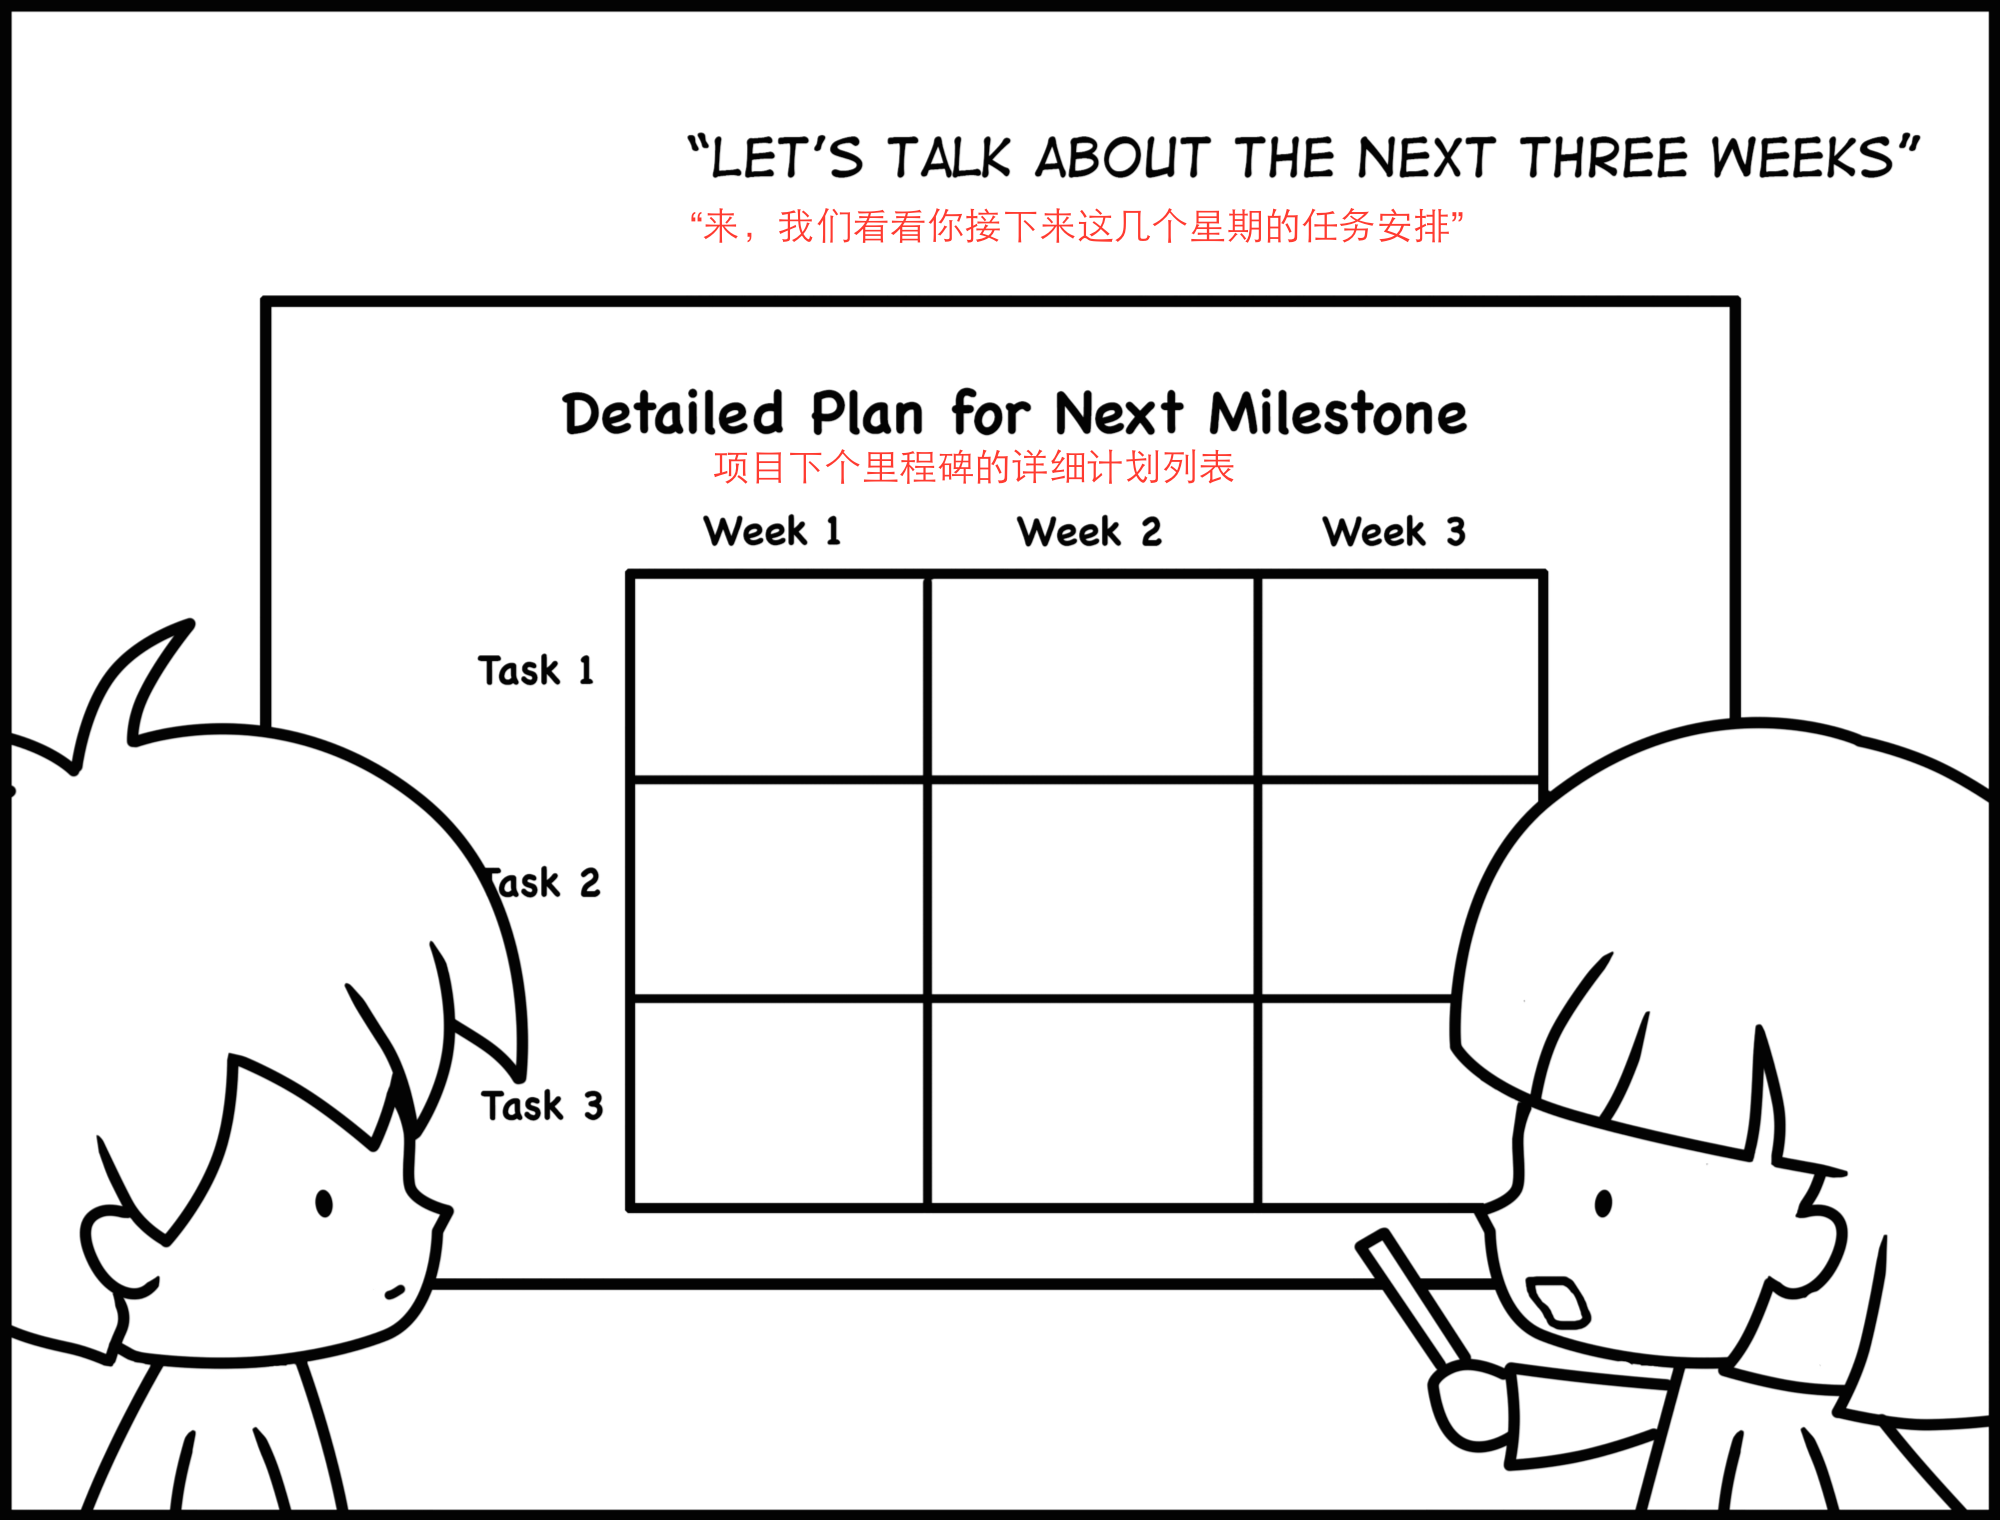 “LET’S TALK ABOUT THE NEXT THREE WEEKS”
“来，我们看看你接下来这几个星期的任务安排”
Detailed Plan for Next Milestone
项目下个里程碑的详细计划列表
Week 1 Week 2 Week 3
Task 1
Task 2
Task 3